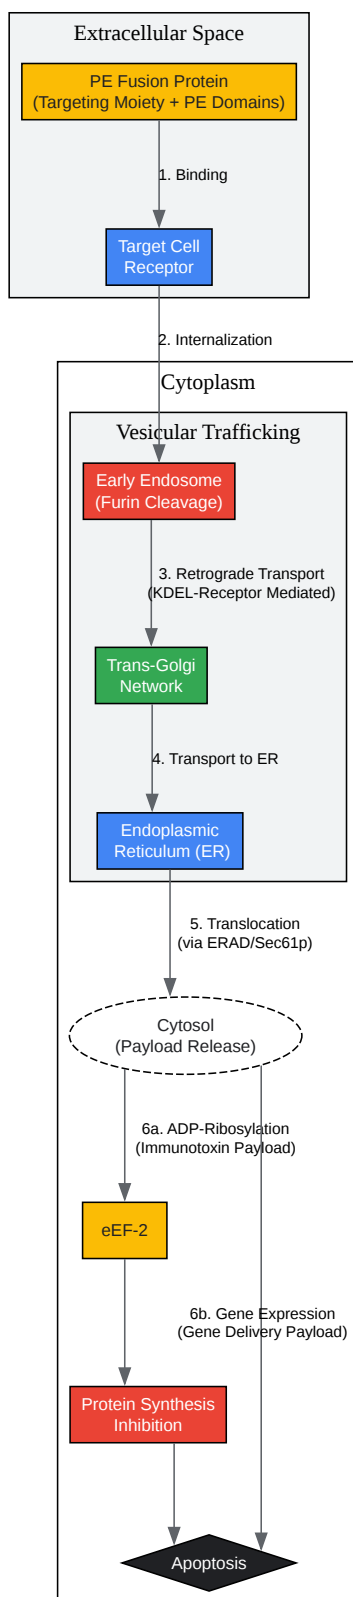 Extracellular Space
PE Fusion Protein
(Targeting Moiety + PE Domains)
1. Binding
Target Cell
Receptor
2. Internalization
Cytoplasm
Vesicular Trafficking
Early Endosome
(Furin Cleavage)
3. Retrograde Transport
(KDEL-Receptor Mediated)
Trans-Golgi
Network
4. Transport to ER
Endoplasmic
Reticulum (ER)
5. Translocation
(via ERAD/Sec61p)
Cytosol
(Payload Release)
6a. ADP-Ribosylation
(Immunotoxin Payload)
eEF-2
6b. Gene Expression
(Gene Delivery Payload)
Protein Synthesis
Inhibition
Apoptosis